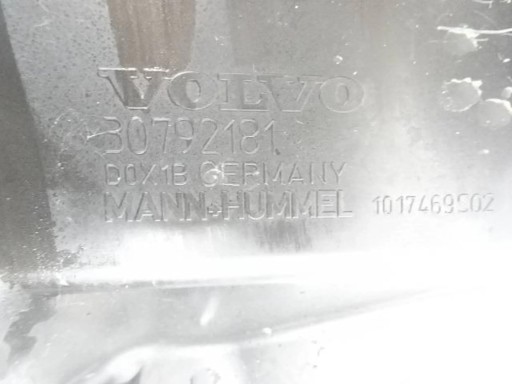 VOLVO
30792181
D0X1B GERMANY
MANN+HUMMEL 1017469S02